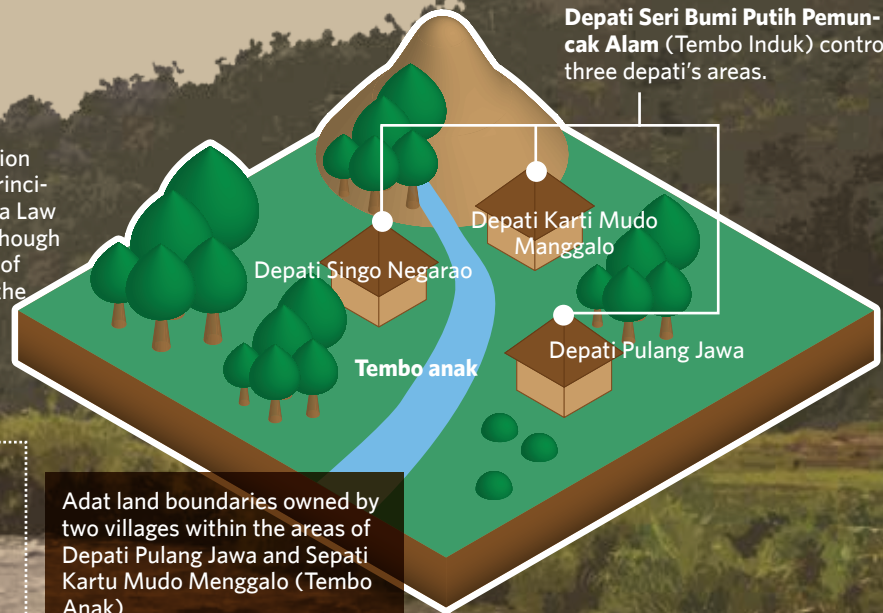 Depati Seri Bumi Putih Pemun-
cak Alam (Tembo Induk) contro
three depati's areas.
tion
rinci-
a Law
hough
of
the
Depati Karti Mudo
Manggalo
Depati Singo Negarao
Depati Pulang Jawa
Tembo anak
Adat land boundaries owned by
two villages within the areas of
Depati Pulang Jawa and Sepati
Kartu Mudo Menggalo (Tembo
Anak)